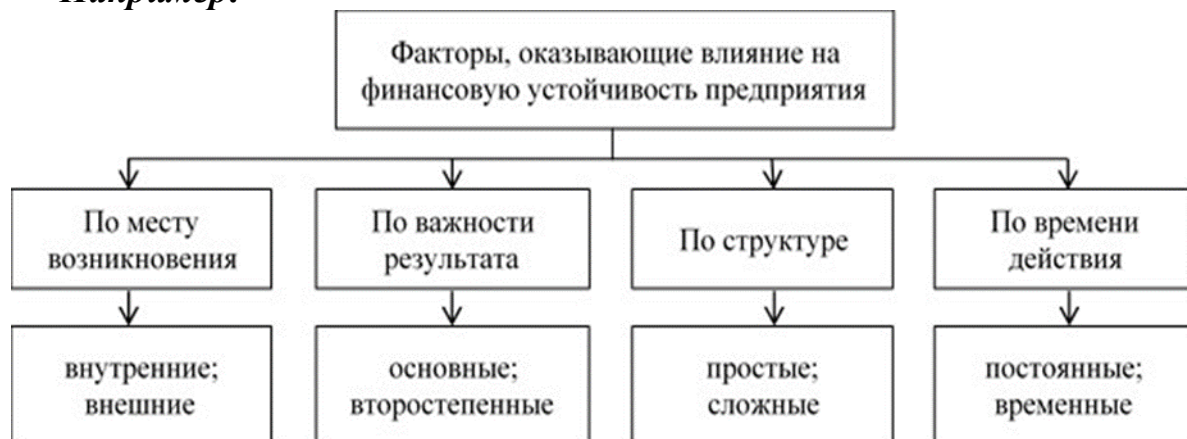 Например:
Факторы, оказывающие влияние на
финансовую устойчивость предприятия
По месту
возникновения
По важности
результата
По структуре
По времени
действия
внутренние;
внешние
основные;
второстепенные
простые;
сложные
постоянные;
временные